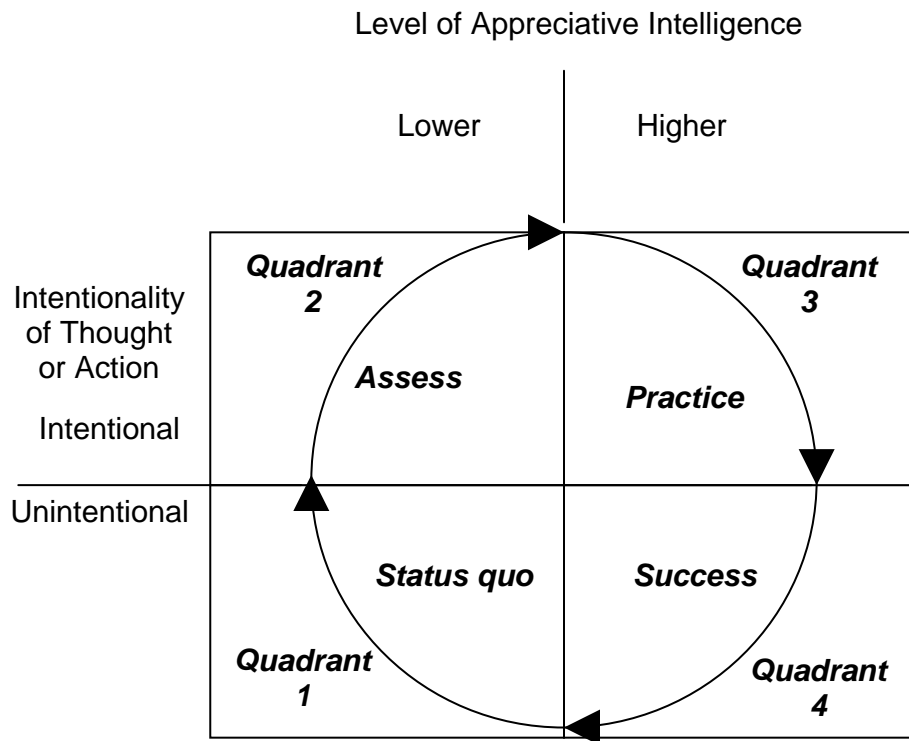 Level of Appreciative Intelligence
Lower
Higher
Quadrant
2
Quadrant
3
Intentionality
of Thought
or Action
Assess
Practice
Intentional
Unintentional
Status quo
Success
Quadrant
1
Quadrant
4